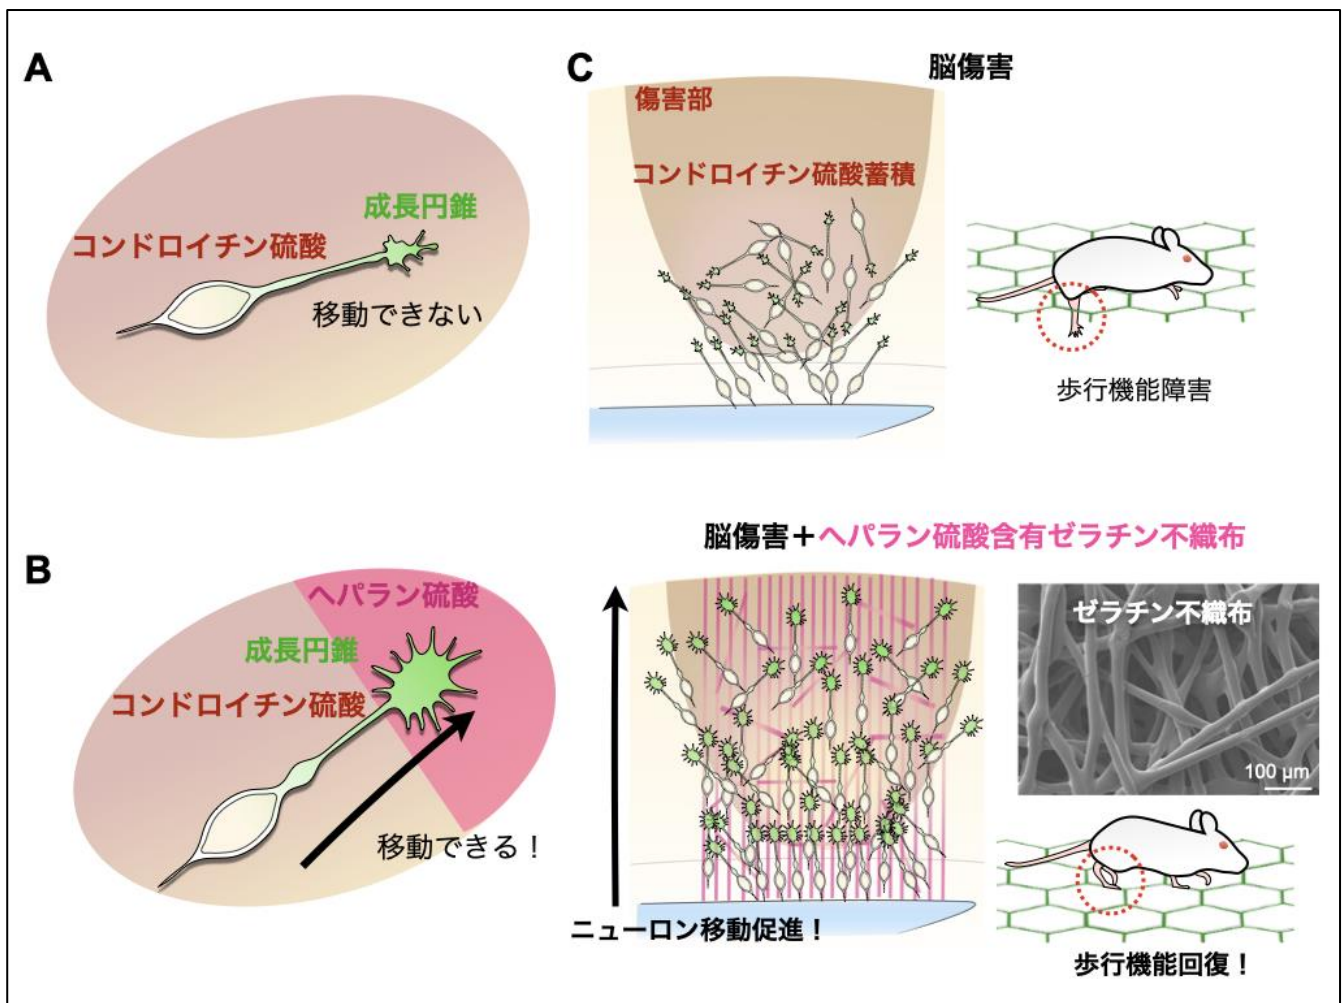 A
成長円錐
コンドロイチン硫酸
移動できない
B
ヘパラン硫酸
成長円錐
コンドロイチン硫酸
移動できる！
C
脳傷害
傷害部
コンドロイチン硫酸蓄積
歩行機能障害
脳傷害＋ヘパラン硫酸含有ゼラチン不織布
ゼラチン不織布
100 µm
ニューロン移動促進！
歩行機能回復！